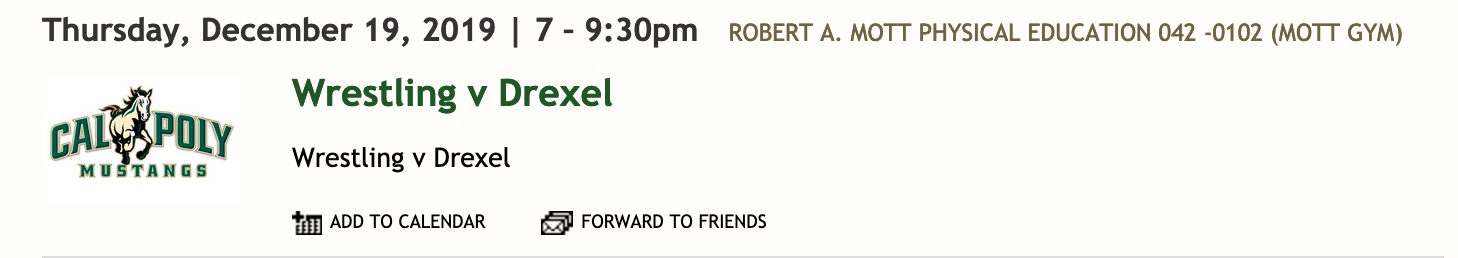 Thursday, December 19, 2019 | 7 - 9:30pm ROBERT A. MOTT PHYSICAL EDUCATION 042 -0102 (MOTT GYM)
Wrestling v Drexel
CAL POLY
MUSTANGS
Wrestling v Drexel
ADD TO CALENDAR FORWARD TO FRIENDS